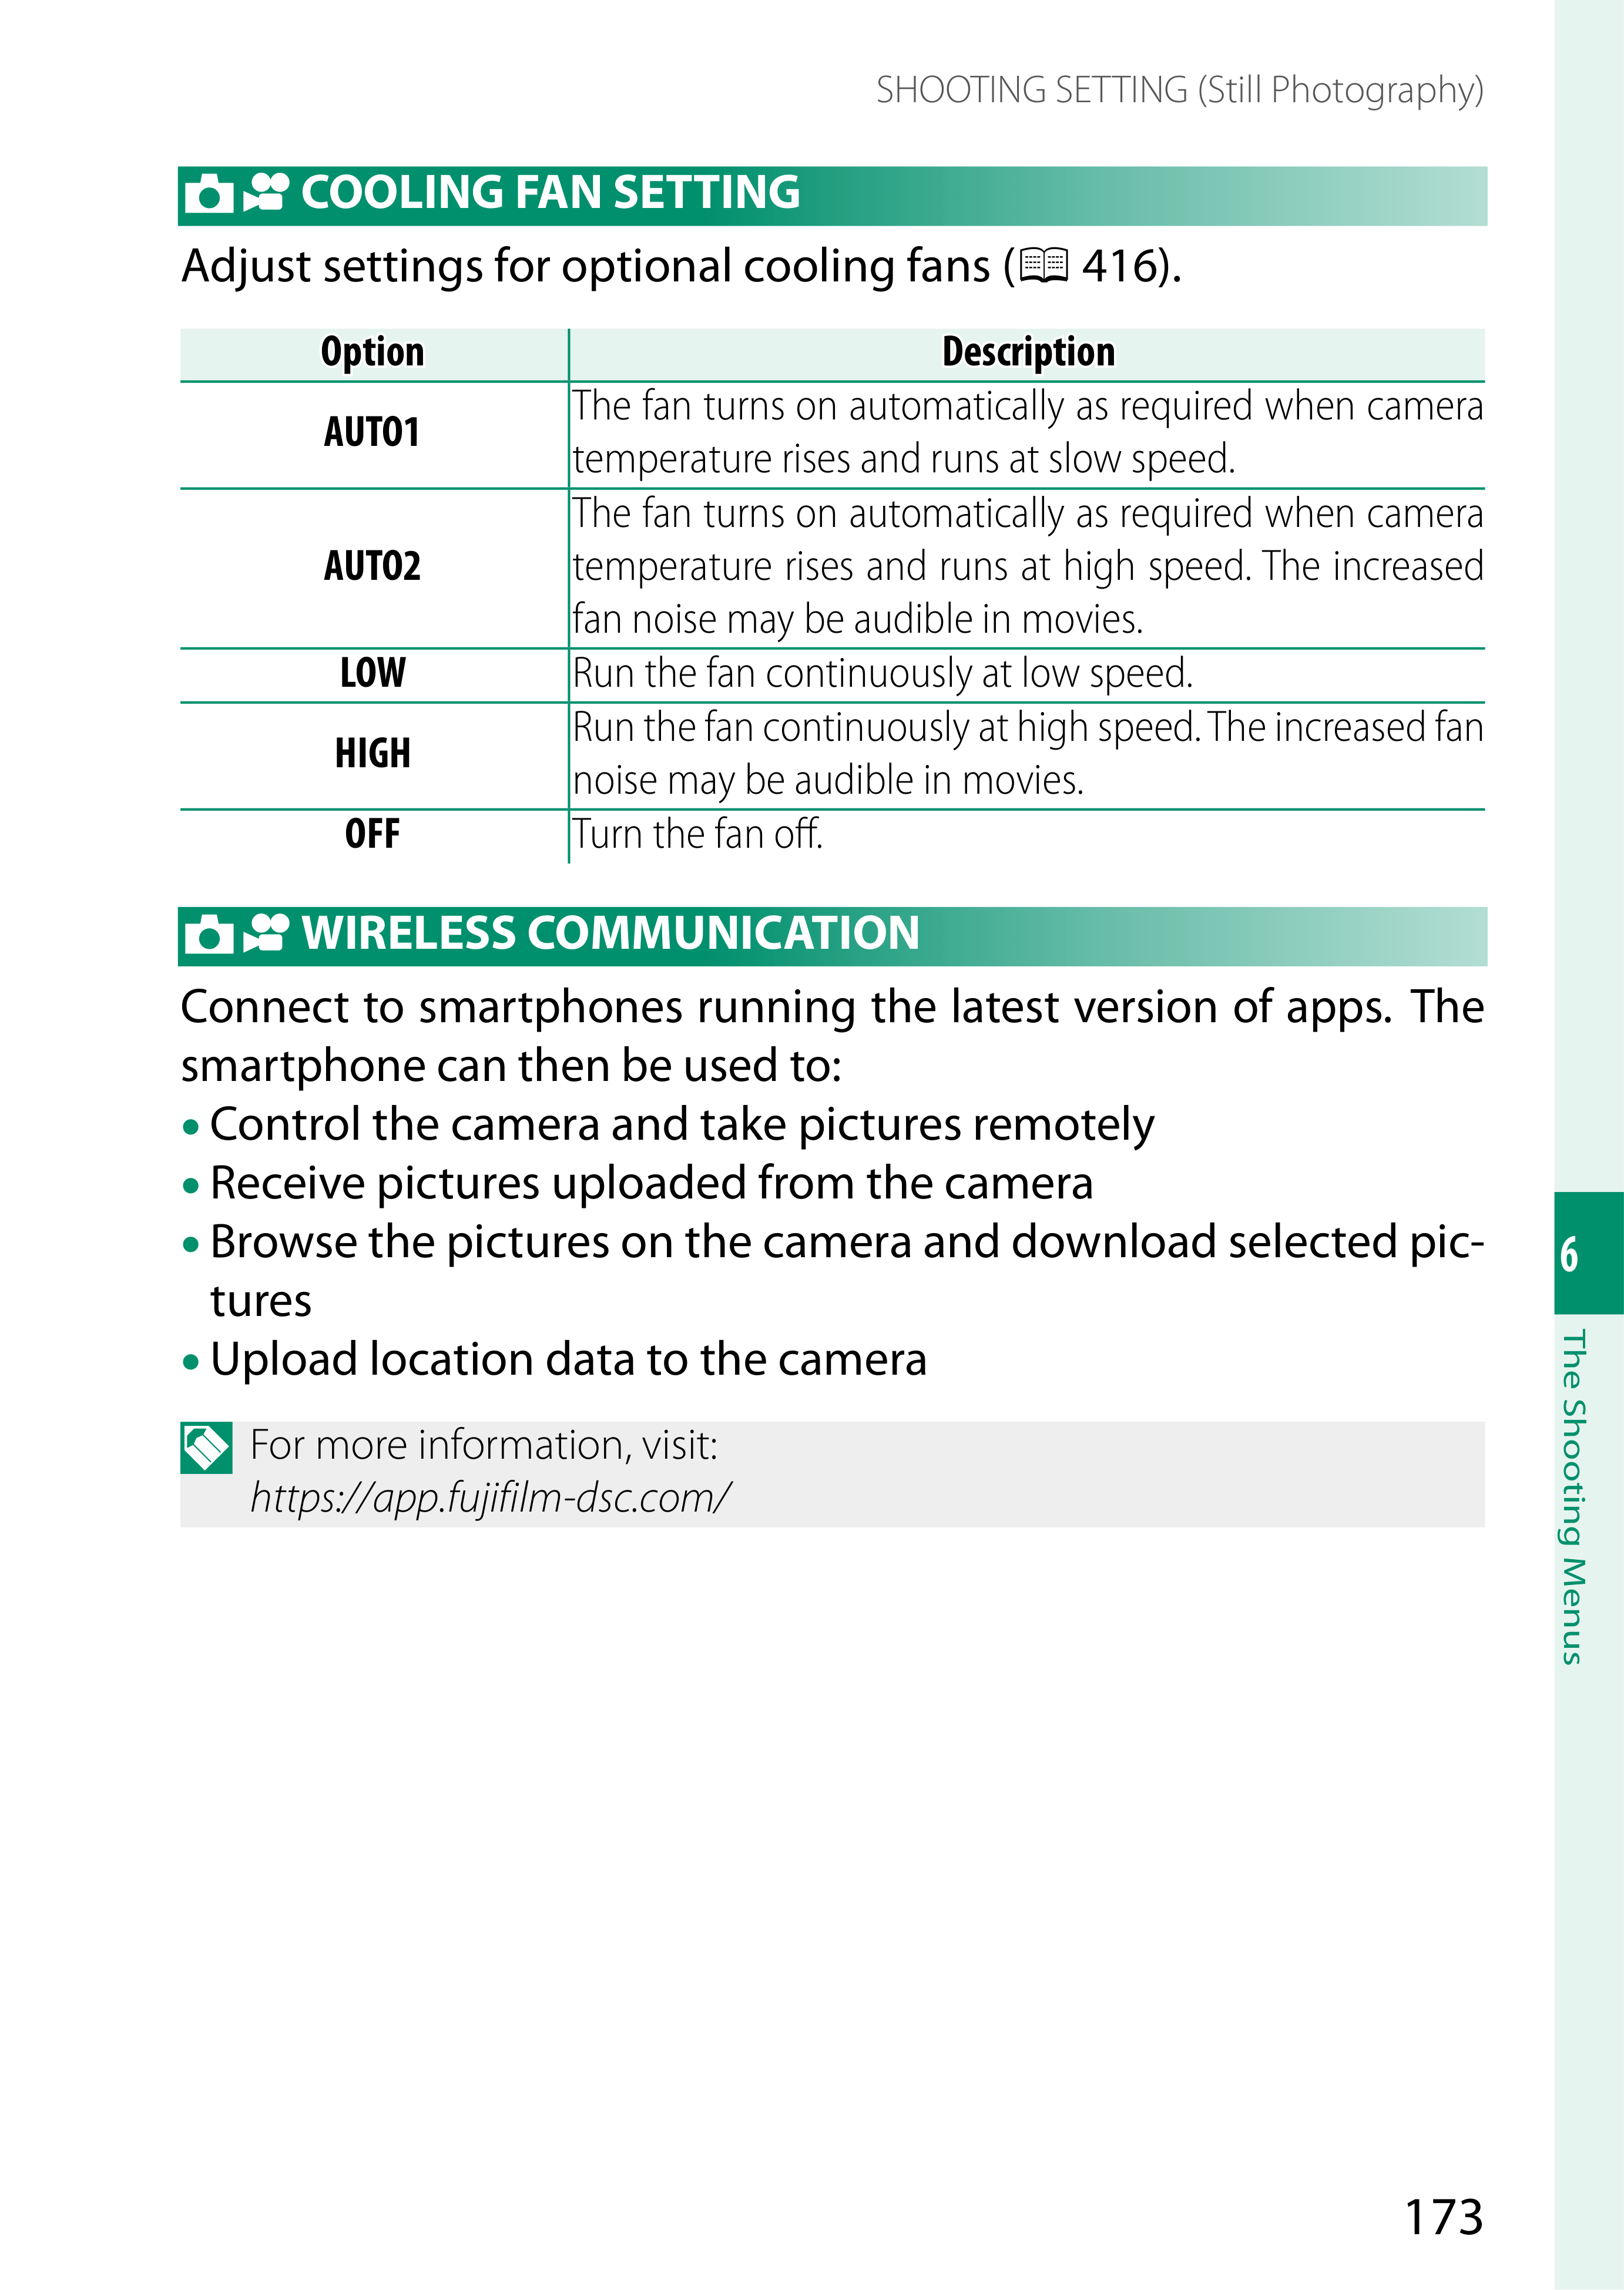 SHOOTING SETTING (Still Photography)
COOLING FAN SETTING
Adjust settings for optional cooling fans ( 416).
Option Description
AUTO1 The fan turns on automatically as required when camera
temperature rises and runs at slow speed.
AUTO2 The fan turns on automatically as required when camera
temperature rises and runs at high speed. The increased
fan noise may be audible in movies.
LOW Run the fan continuously at low speed.
HIGH Run the fan continuously at high speed. The increased fan
noise may be audible in movies.
OFF Turn the fan off.
WIRELESS COMMUNICATION
Connect to smartphones running the latest version of apps. The
smartphone can then be used to:
• Control the camera and take pictures remotely
• Receive pictures uploaded from the camera
• Browse the pictures on the camera and download selected pic-
tures
• Upload location data to the camera
For more information, visit:
https://app.fujifilm-dsc.com/
6
The Shooting Menus
173